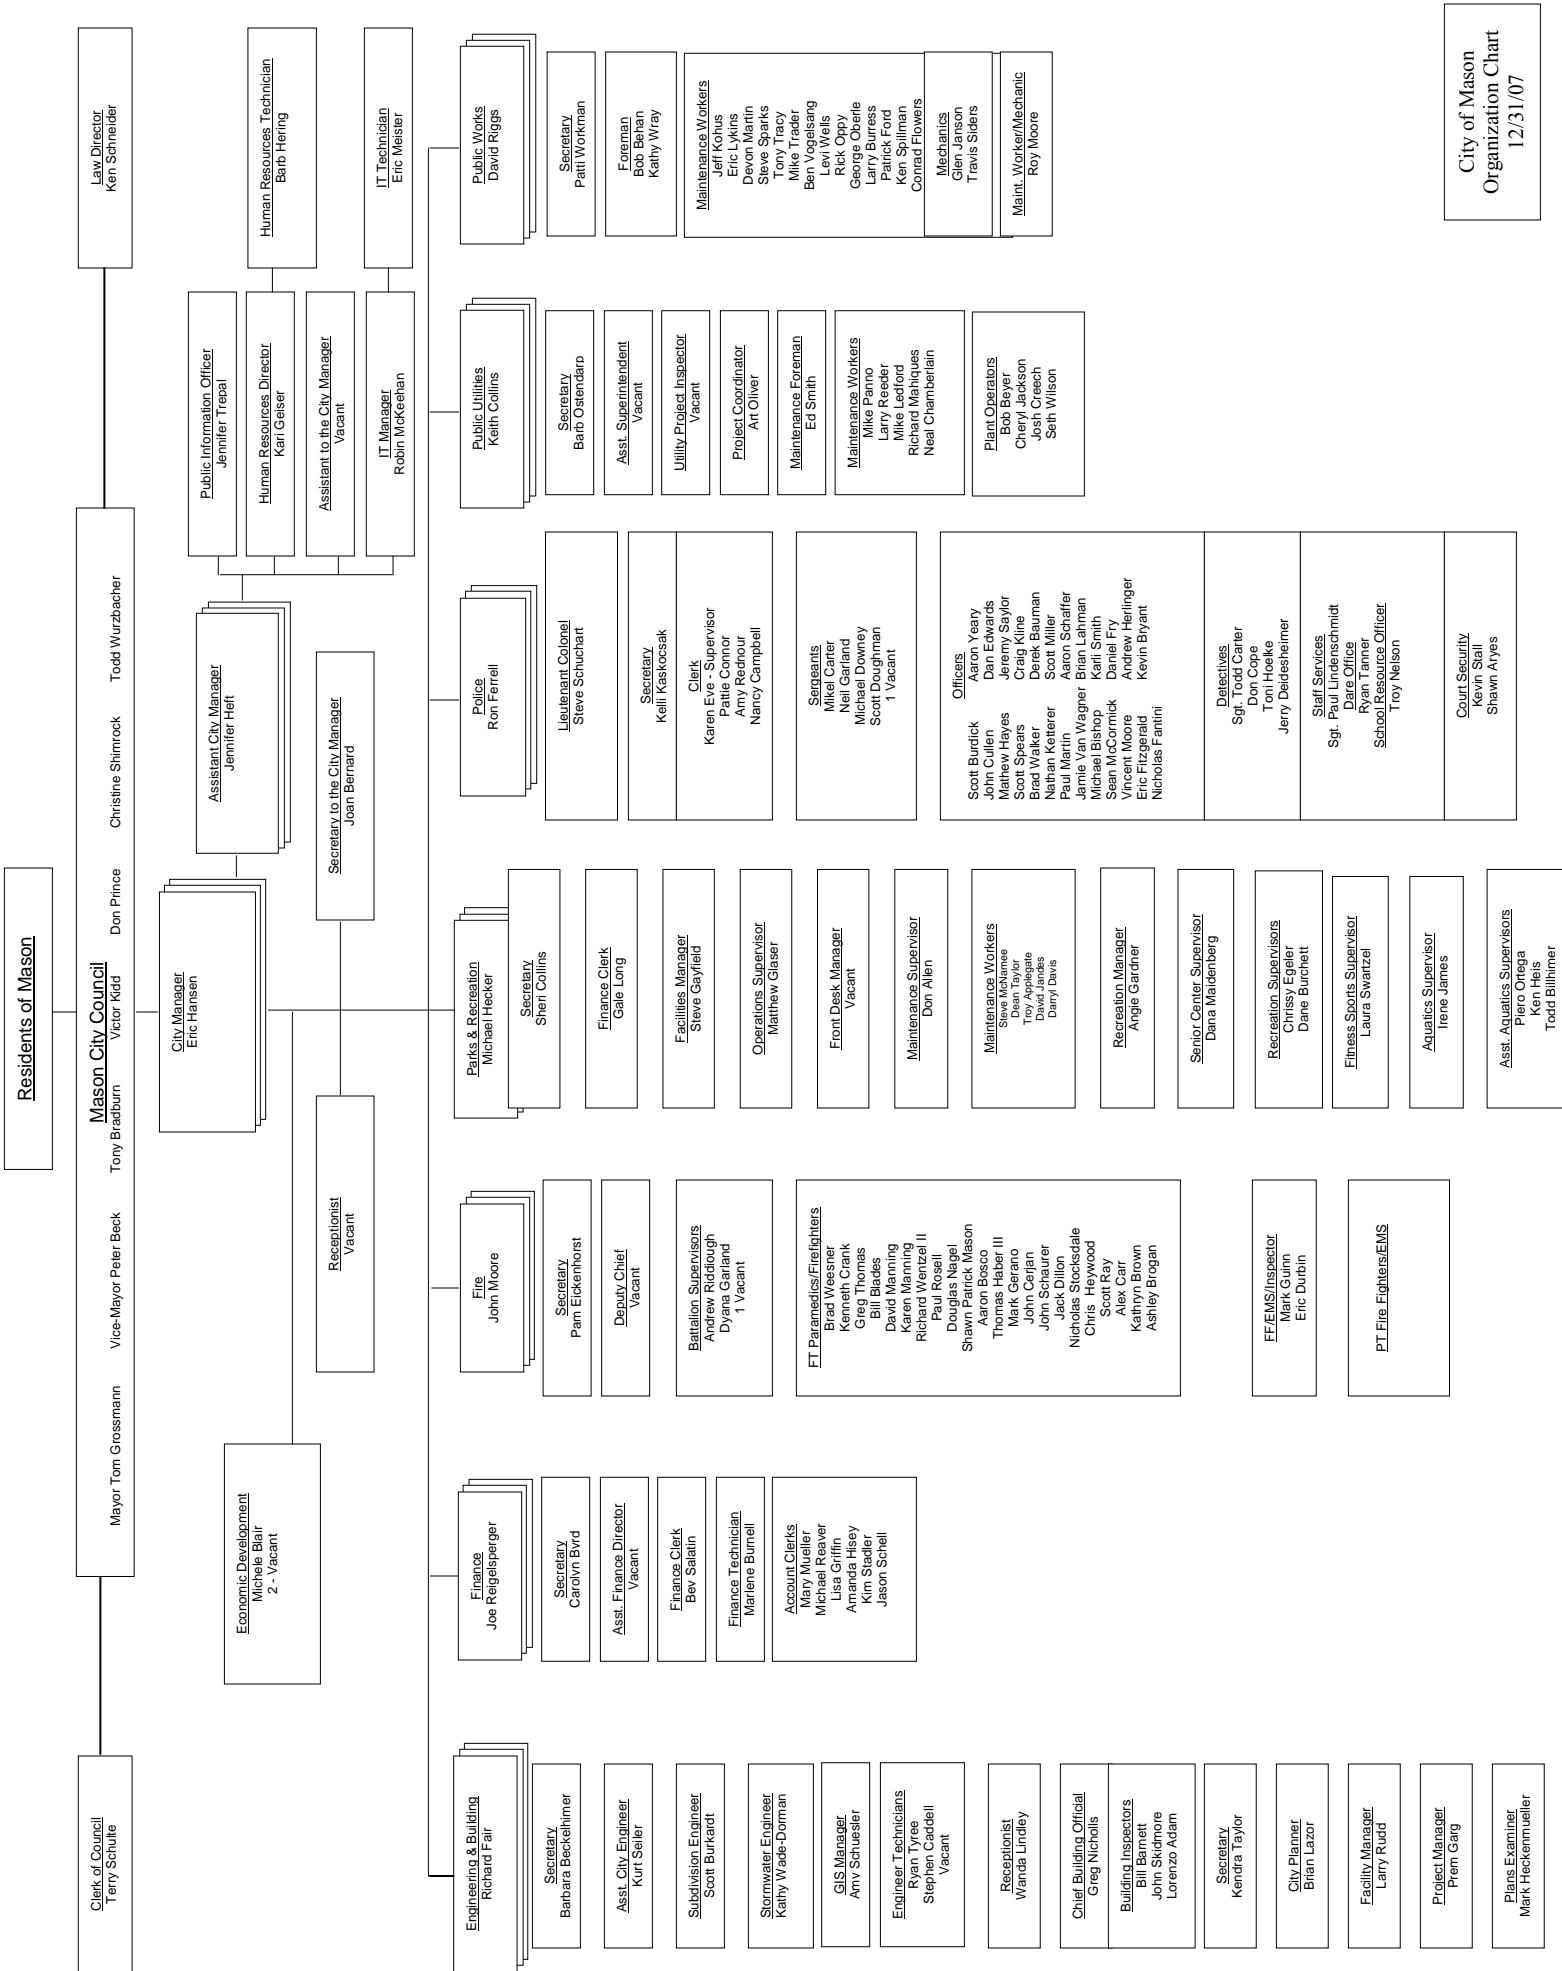 Residents of Mason
Clerk of Council
Terry Schulte
Mason City Council
Mayor Tom Grossmann Vice-Mayor Peter Beck Tony Bradburn Victor Kidd Don Prince Christine Shimrock Todd Wurzbacher
Law Director
Ken Schneider
City Manager
Eric Hansen
Assistant City Manager
Jennifer Heft
Public Information Officer
Jennifer Trepal
Human Resources Director
Kari Geiser
Human Resources Technician
Barb Hering
Assistant to the City Manager
Vacant
IT Manager
Robin McKeehan
IT Technician
Eric Meister
Economic Development
Michele Blair
2 - Vacant
Receptionist
Vacant
Secretary to the City Manager
Joan Bernard
Engineering & Building
Richard Fair
Secretary
Barbara Beckelhimer
Asst. City Engineer
Kurt Seiler
Subdivision Engineer
Scott Burkardt
Stormwater Engineer
Kathy Wade-Dorman
GIS Manager
Amy Schuesler
Engineer Technicians
Ryan Tyree
Stephen Caddell
Vacant
Receptionist
Wanda Lindley
Chief Building Official
Greg Nicholls
Building Inspectors
Bill Barnett
John Skidmore
Lorenzo Adam
Secretary
Kendra Taylor
City Planner
Brian Lazor
Facility Manager
Larry Rudd
Project Manager
Prem Garg
Plans Examiner
Mark Heckenmueller
Finance
Joe Reigelsperger
Secretary
Carolyn Byrd
Asst. Finance Director
Vacant
Finance Clerk
Bev Salatin
Finance Technician
Marlene Burnell
Account Clerks
Mary Mueller
Michael Reaver
Lisa Griffin
Amanda Hisey
Kim Stadler
Jason Schell
Fire
John Moore
Secretary
Pam Eickenhorst
Deputy Chief
Vacant
Battalion Supervisors
Andrew Riddiough
Dyana Garland
1 Vacant
FT Paramedics/Firefighters
Brad Weesner
Kenneth Crank
Greg Thomas
Bill Blades
David Manning
Karen Manning
Richard Wentzel II
Paul Rosell
Douglas Nagel
Shawn Patrick Mason
Aaron Bosco
Thomas Haber III
Mark Gerano
John Cerjan
John Schaurer
Jack Dillon
Nicholas Stocksdale
Chris Heywood
Scott Ray
Alex Carr
Kathryn Brown
Ashley Brogan
FF/EMS/Inspector
Mark Guinn
Eric Durbin
PT Fire Fighters/EMS
Parks & Recreation
Michael Hecker
Secretary
Sheri Collins
Finance Clerk
Gale Long
Facilities Manager
Steve Gayfield
Operations Supervisor
Matthew Glaser
Front Desk Manager
Vacant
Maintenance Supervisor
Don Allen
Maintenance Workers
Steve McNamee
Dean Taylor
Troy Applegate
David Jandes
Darryl Davis
Recreation Manager
Angie Gardner
Senior Center Supervisor
Dana Maidenberg
Recreation Supervisors
Chrissy Egeler
Dane Burchett
Fitness Sports Supervisor
Laura Swartzel
Aquatics Supervisor
Irene James
Asst. Aquatics Supervisors
Piero Ortega
Ken Heis
Todd Billhimer
Police
Ron Ferrell
Lieutenant Colonel
Steve Schuchart
Secretary
Kelli Kaskocsak
Clerk
Karen Eve - Supervisor
Pattie Connor
Amy Rednour
Nancy Campbell
Sergeants
Mikel Carter
Neil Garland
Michael Downey
Scott Doughman
1 Vacant
Officers
Scott Burdick Aaron Yeary
John Cullen Dan Edwards
Mathew Hayes Jeremy Saylor
Scott Spears Craig Kline
Brad Walker Derek Bauman
Nathan Ketterer Scott Miller
Paul Martin Aaron Schaffer
Jamie Van Wagner Brian Lahman
Michael Bishop Karli Smith
Sean McCormick Daniel Fry
Vincent Moore Andrew Herlinger
Eric Fitzgerald Kevin Bryant
Nicholas Fantini
Detectives
Sgt. Todd Carter
Don Cope
Toni Hoelke
Jerry Deidesheimer
Staff Services
Sgt. Paul Lindenschmidt
Dare Office
Ryan Tanner
School Resource Officer
Troy Nelson
Court Security
Kevin Stall
Shawn Aryes
Public Utilities
Keith Collins
Secretary
Barb Ostendarp
Asst. Superintendent
Vacant
Utility Project Inspector
Vacant
Project Coordinator
Art Oliver
Maintenance Foreman
Ed Smith
Maintenance Workers
Mike Panno
Larry Reeder
Mike Ledford
Richard Mahiques
Neal Chamberlain
Plant Operators
Bob Beyer
Cheryl Jackson
Josh Creech
Seth Wilson
Public Works
David Riggs
Secretary
Patti Workman
Foreman
Bob Behan
Kathy Wray
Maintenance Workers
Jeff Kohus
Eric Lykins
Devon Martin
Steve Sparks
Tony Tracy
Mike Trader
Ben Vogelsang
Levi Wells
Rick Oppy
George Oberle
Larry Burress
Patrick Ford
Ken Spillman
Conrad Flowers
Mechanics
Glen Janson
Travis Siders
Maint. Worker/Mechanic
Roy Moore
City of Mason
Organization Chart
12/31/07